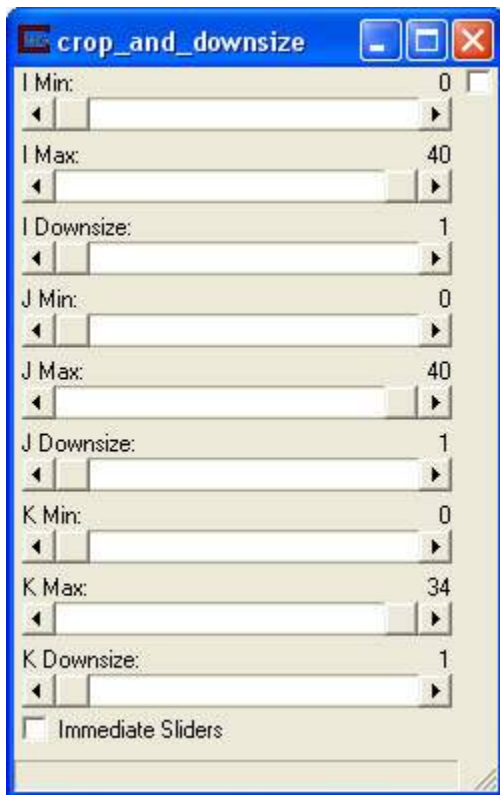 crop_and_downsize
I Min: 0
I Max: 40
I Downsize: 1
J Min: 0
J Max: 40
J Downsize: 1
K Min: 0
K Max: 34
K Downsize: 1
Immediate Sliders